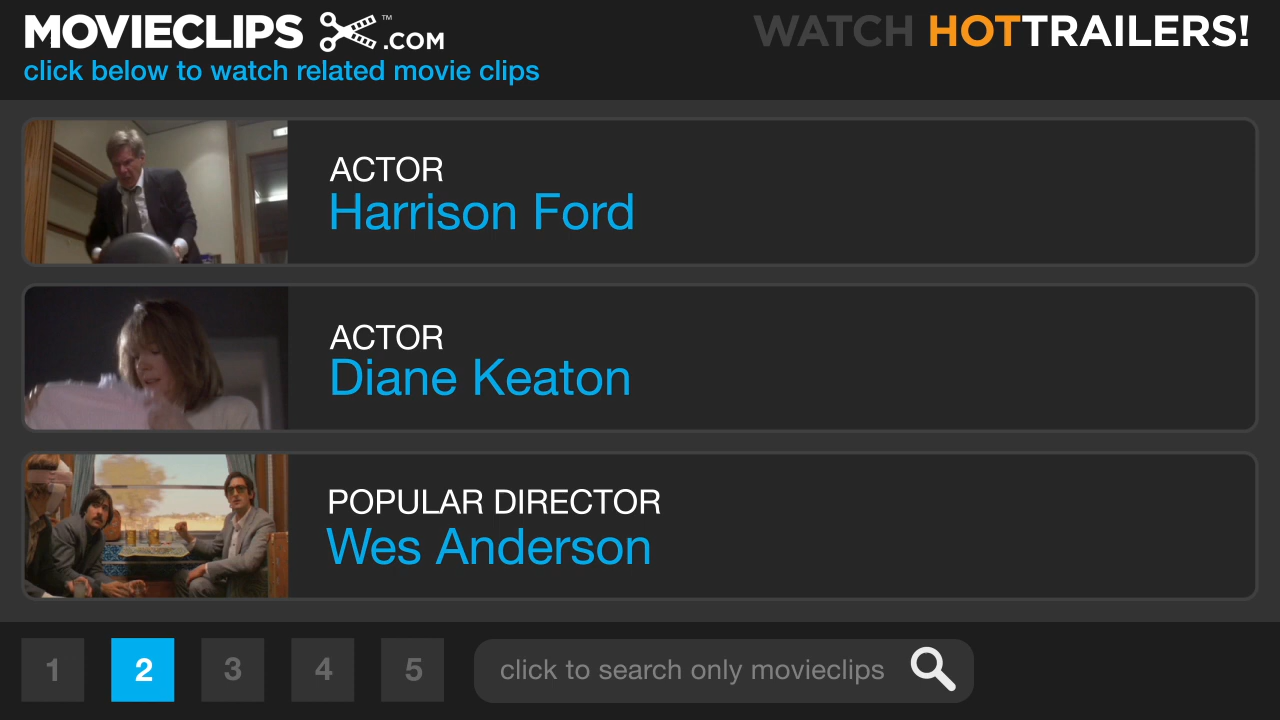 MOVIECLIPS™.COM
WATCH HOTTRAILERS!
click below to watch related movie clips
ACTOR
Harrison Ford
ACTOR
Diane Keaton
POPULAR DIRECTOR
Wes Anderson
1 2 3 4 5 click to search only movieclips